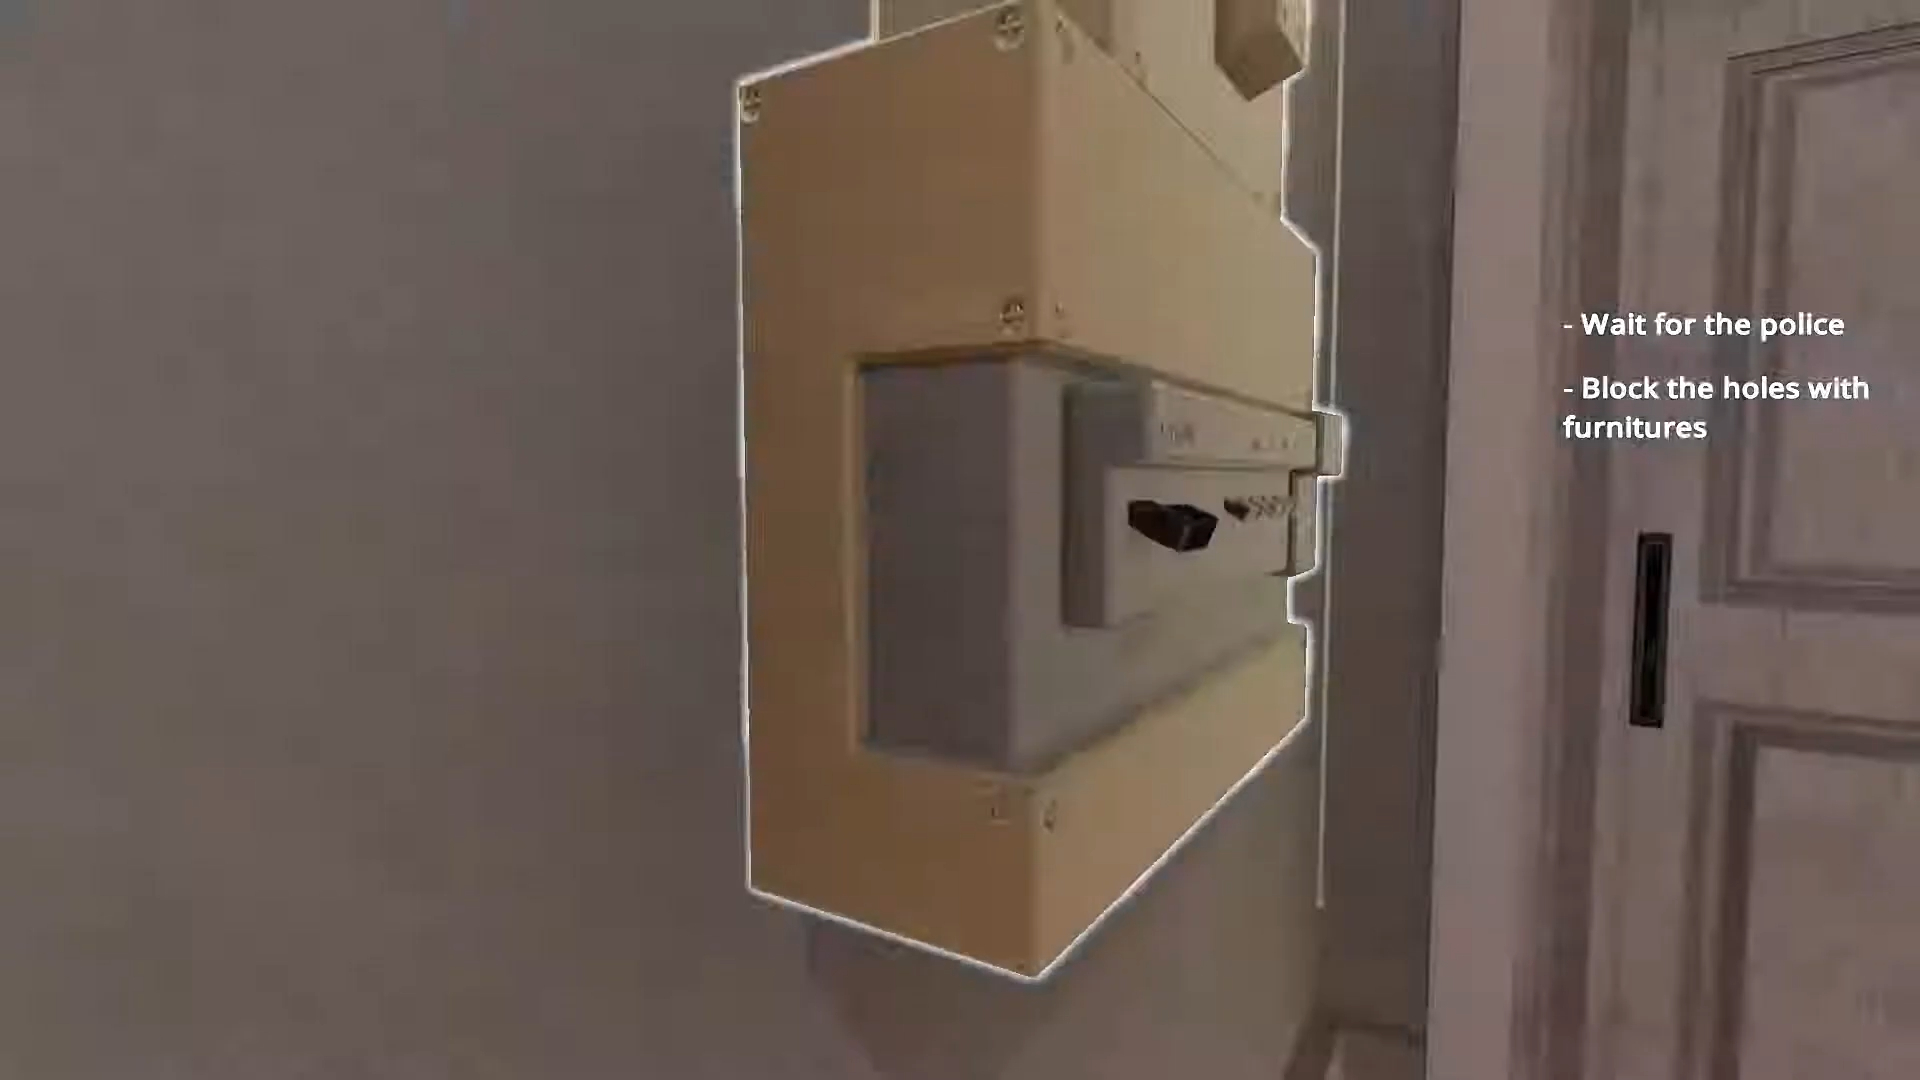 - Wait for the police
- Block the holes with
furnitures